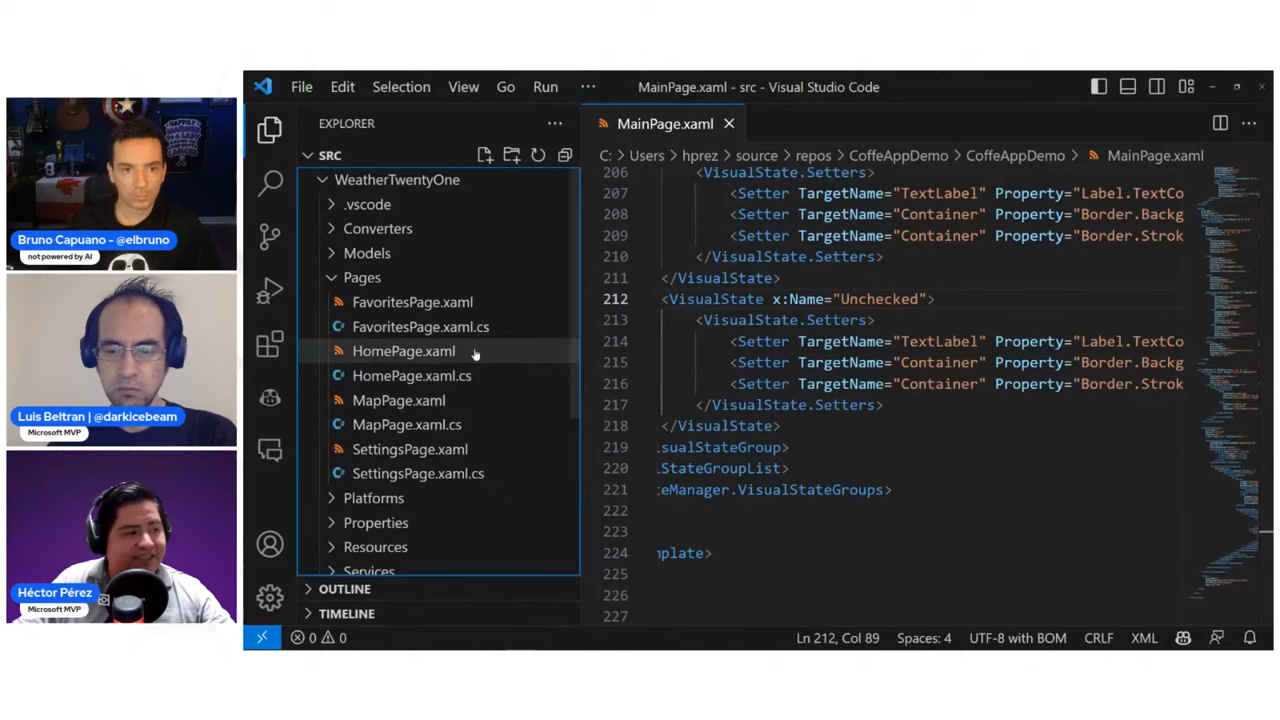 Bruno Capuano - @elbruno
not powered by AI
Luis Beltran | @darkicebeam
Microsoft MVP
Héctor Pérez
Microsoft MVP
File Edit Selection View Go Run ··· MainPage.xaml - src - Visual Studio Code
EXPLORER
SRC
WeatherTwentyOne
.vscode
Converters
Models
Pages
FavoritesPage.xaml
FavoritesPage.xaml.cs
HomePage.xaml
HomePage.xaml.cs
MapPage.xaml
MapPage.xaml.cs
SettingsPage.xaml
SettingsPage.xaml.cs
Platforms
Properties
Resources
Services
OUTLINE
TIMELINE
MainPage.xaml
C: > Users > hprez > source > repos > CoffeAppDemo > CoffeAppDemo > MainPage.xaml
206 <VisualState.Setters>
207 <Setter TargetName="TextLabel" Property="Label.TextCo
208 <Setter TargetName="Container" Property="Border.Backg
209 <Setter TargetName="Container" Property="Border.Strok
210 </VisualState.Setters>
211 </VisualState>
212 <VisualState x:Name="Unchecked">
213 <VisualState.Setters>
214 <Setter TargetName="TextLabel" Property="Label.TextCo
215 <Setter TargetName="Container" Property="Border.Backg
216 <Setter TargetName="Container" Property="Border.Strok
217 </VisualState.Setters>
218 </VisualState>
219 isualStateGroup>
220 lStateGroupList>
221 teManager.VisualStateGroups>
222
223
224 mplate>
225
226
227
0 0 Ln 212, Col 89 Spaces: 4 UTF-8 with BOM CRLF XML